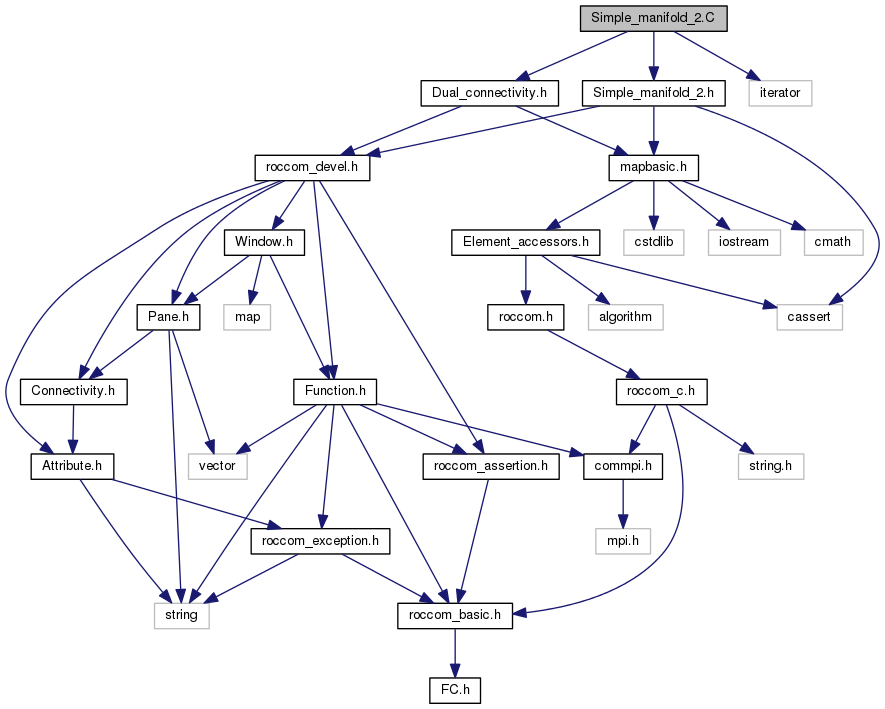 Simple_manifold_2.C
Dual_connectivity.h
Simple_manifold_2.h
iterator
roccom_devel.h
mapbasic.h
Window.h
Element_accessors.h
cstdlib
iostream
cmath
Pane.h
map
roccom.h
algorithm
cassert
Connectivity.h
Function.h
roccom_c.h
Attribute.h
vector
roccom_assertion.h
commpi.h
string.h
roccom_exception.h
mpi.h
string
roccom_basic.h
FC.h